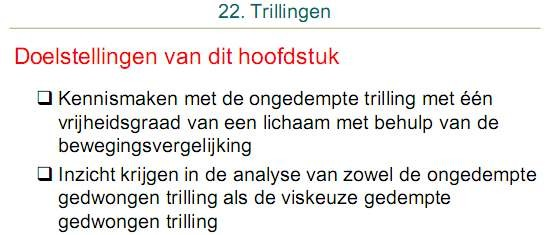 22. Trillingen
Doelstellingen van dit hoofdstuk
❑ Kennismaken met de ongedempte trilling met één
vrijheidsgraad van een lichaam met behulp van de
bewegingsvergelijking
❑ Inzicht krijgen in de analyse van zowel de ongedempte
gedwongen trilling als de viskeuze gedempte
gedwongen trilling